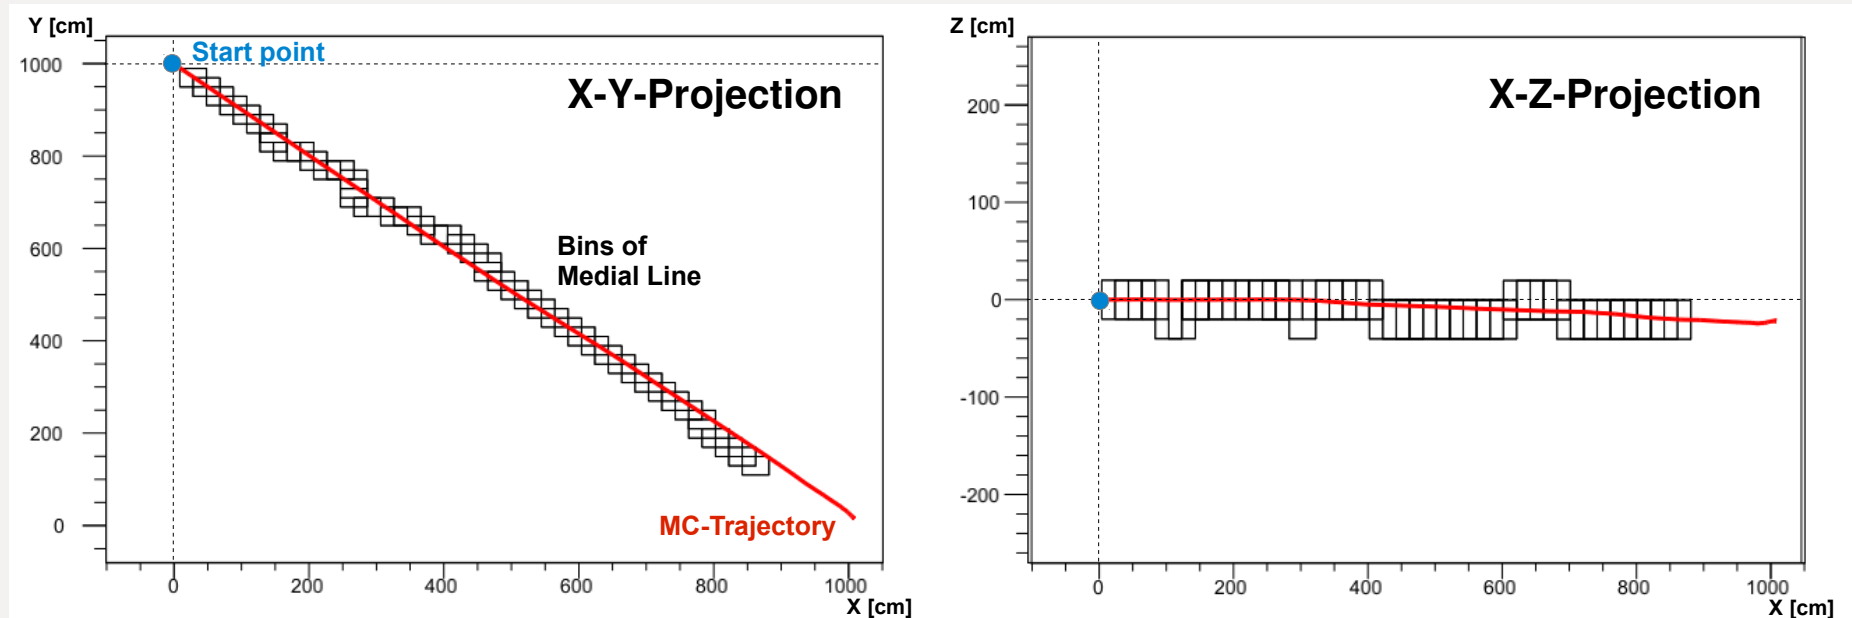 Y [cm]
Start point
X-Y-Projection
1000
800
600
400
200
0
Bins of
Medial Line
MC-Trajectory
0 200 400 600 800 1000
X [cm]
Z [cm]
X-Z-Projection
200
100
0
-100
-200
0 200 400 600 800 1000
X [cm]